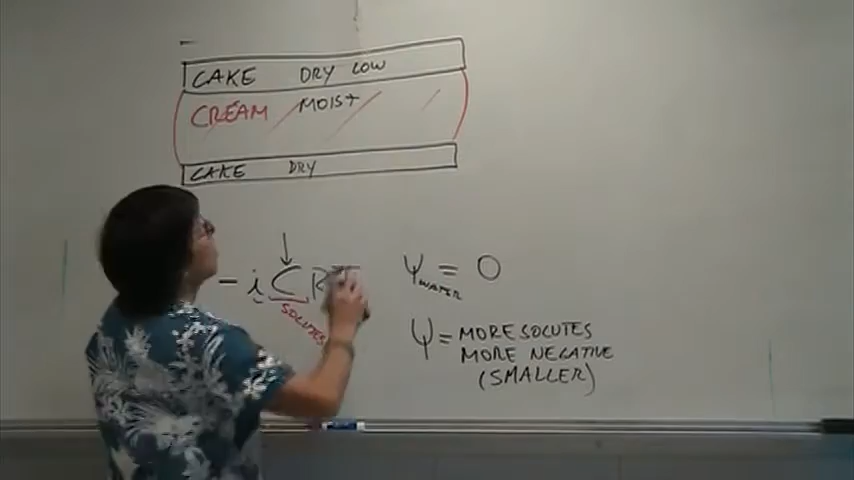 CAKE DRY LOW
CREAM MOIST
CAKE DRY
- i C R
SOLUTES
Ψ WATER = 0
Ψ = MORE SOLUTES
MORE NEGATIVE
(SMALLER)